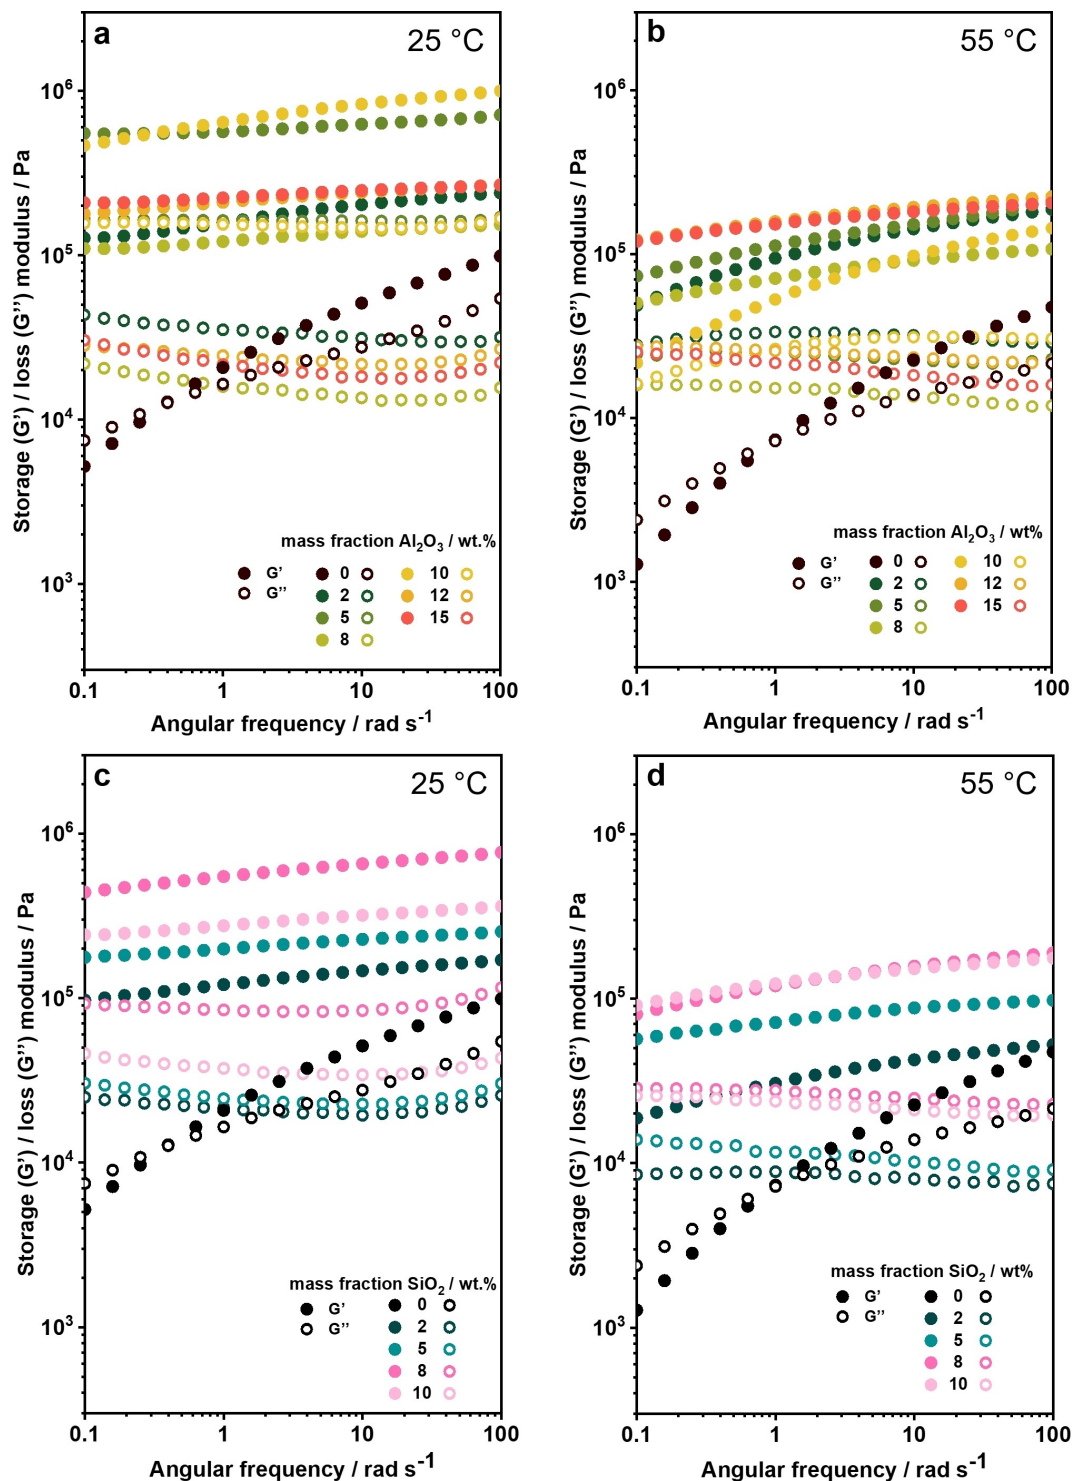 a
25 °C
10⁶
10⁵
10⁴
10³
Storage (G’) / loss (G’’) modulus / Pa
mass fraction Al₂O₃ / wt.%
G’
G’’
0
2
5
8
10
12
15
0.1 1 10 100
Angular frequency / rad s⁻¹
b
55 °C
10⁶
10⁵
10⁴
10³
Storage (G’) / loss (G’’) modulus / Pa
mass fraction Al₂O₃ / wt%
G’
G’’
0
2
5
8
10
12
15
0.1 1 10 100
Angular frequency / rad s⁻¹
c
25 °C
10⁶
10⁵
10⁴
10³
Storage (G’) / loss (G’’) modulus / Pa
mass fraction SiO₂ / wt.%
G’
G’’
0
2
5
8
10
0.1 1 10 100
Angular frequency / rad s⁻¹
d
55 °C
10⁶
10⁵
10⁴
10³
Storage (G’) / loss (G’’) modulus / Pa
mass fraction SiO₂ / wt%
G’
G’’
0
2
5
8
10
0.1 1 10 100
Angular frequency / rad s⁻¹